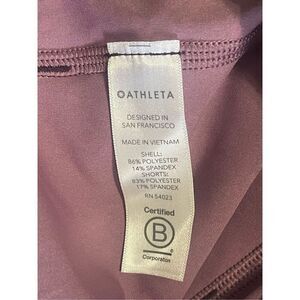 ATHLETA
DESIGNED IN
SAN FRANCISCO
MADE IN VIETNAM
SHELL:
86% POLYESTER
14% SPANDEX
SHORTS:
83% POLYESTER
17% SPANDEX
RN 54023
Certified
B
Corporation